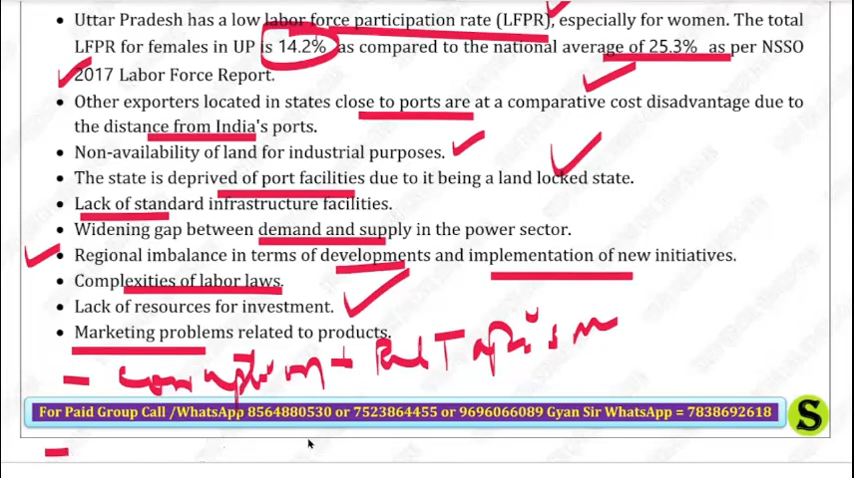 • Uttar Pradesh has a low labor force participation rate (LFPR), especially for women. The total
LFPR for females in UP is 14.2% as compared to the national average of 25.3% as per NSSO
2017 Labor Force Report.
• Other exporters located in states close to ports are at a comparative cost disadvantage due to
the distance from India's ports.
• Non-availability of land for industrial purposes.
• The state is deprived of port facilities due to it being a land locked state.
• Lack of standard infrastructure facilities.
• Widening gap between demand and supply in the power sector.
• Regional imbalance in terms of developments and implementation of new initiatives.
• Complexities of labor laws.
• Lack of resources for investment.
• Marketing problems related to products.
- corruption + Red Tapism
For Paid Group Call /WhatsApp 8564880530 or 7523864455 or 9696066089 Gyan Sir WhatsApp = 7838692618
S